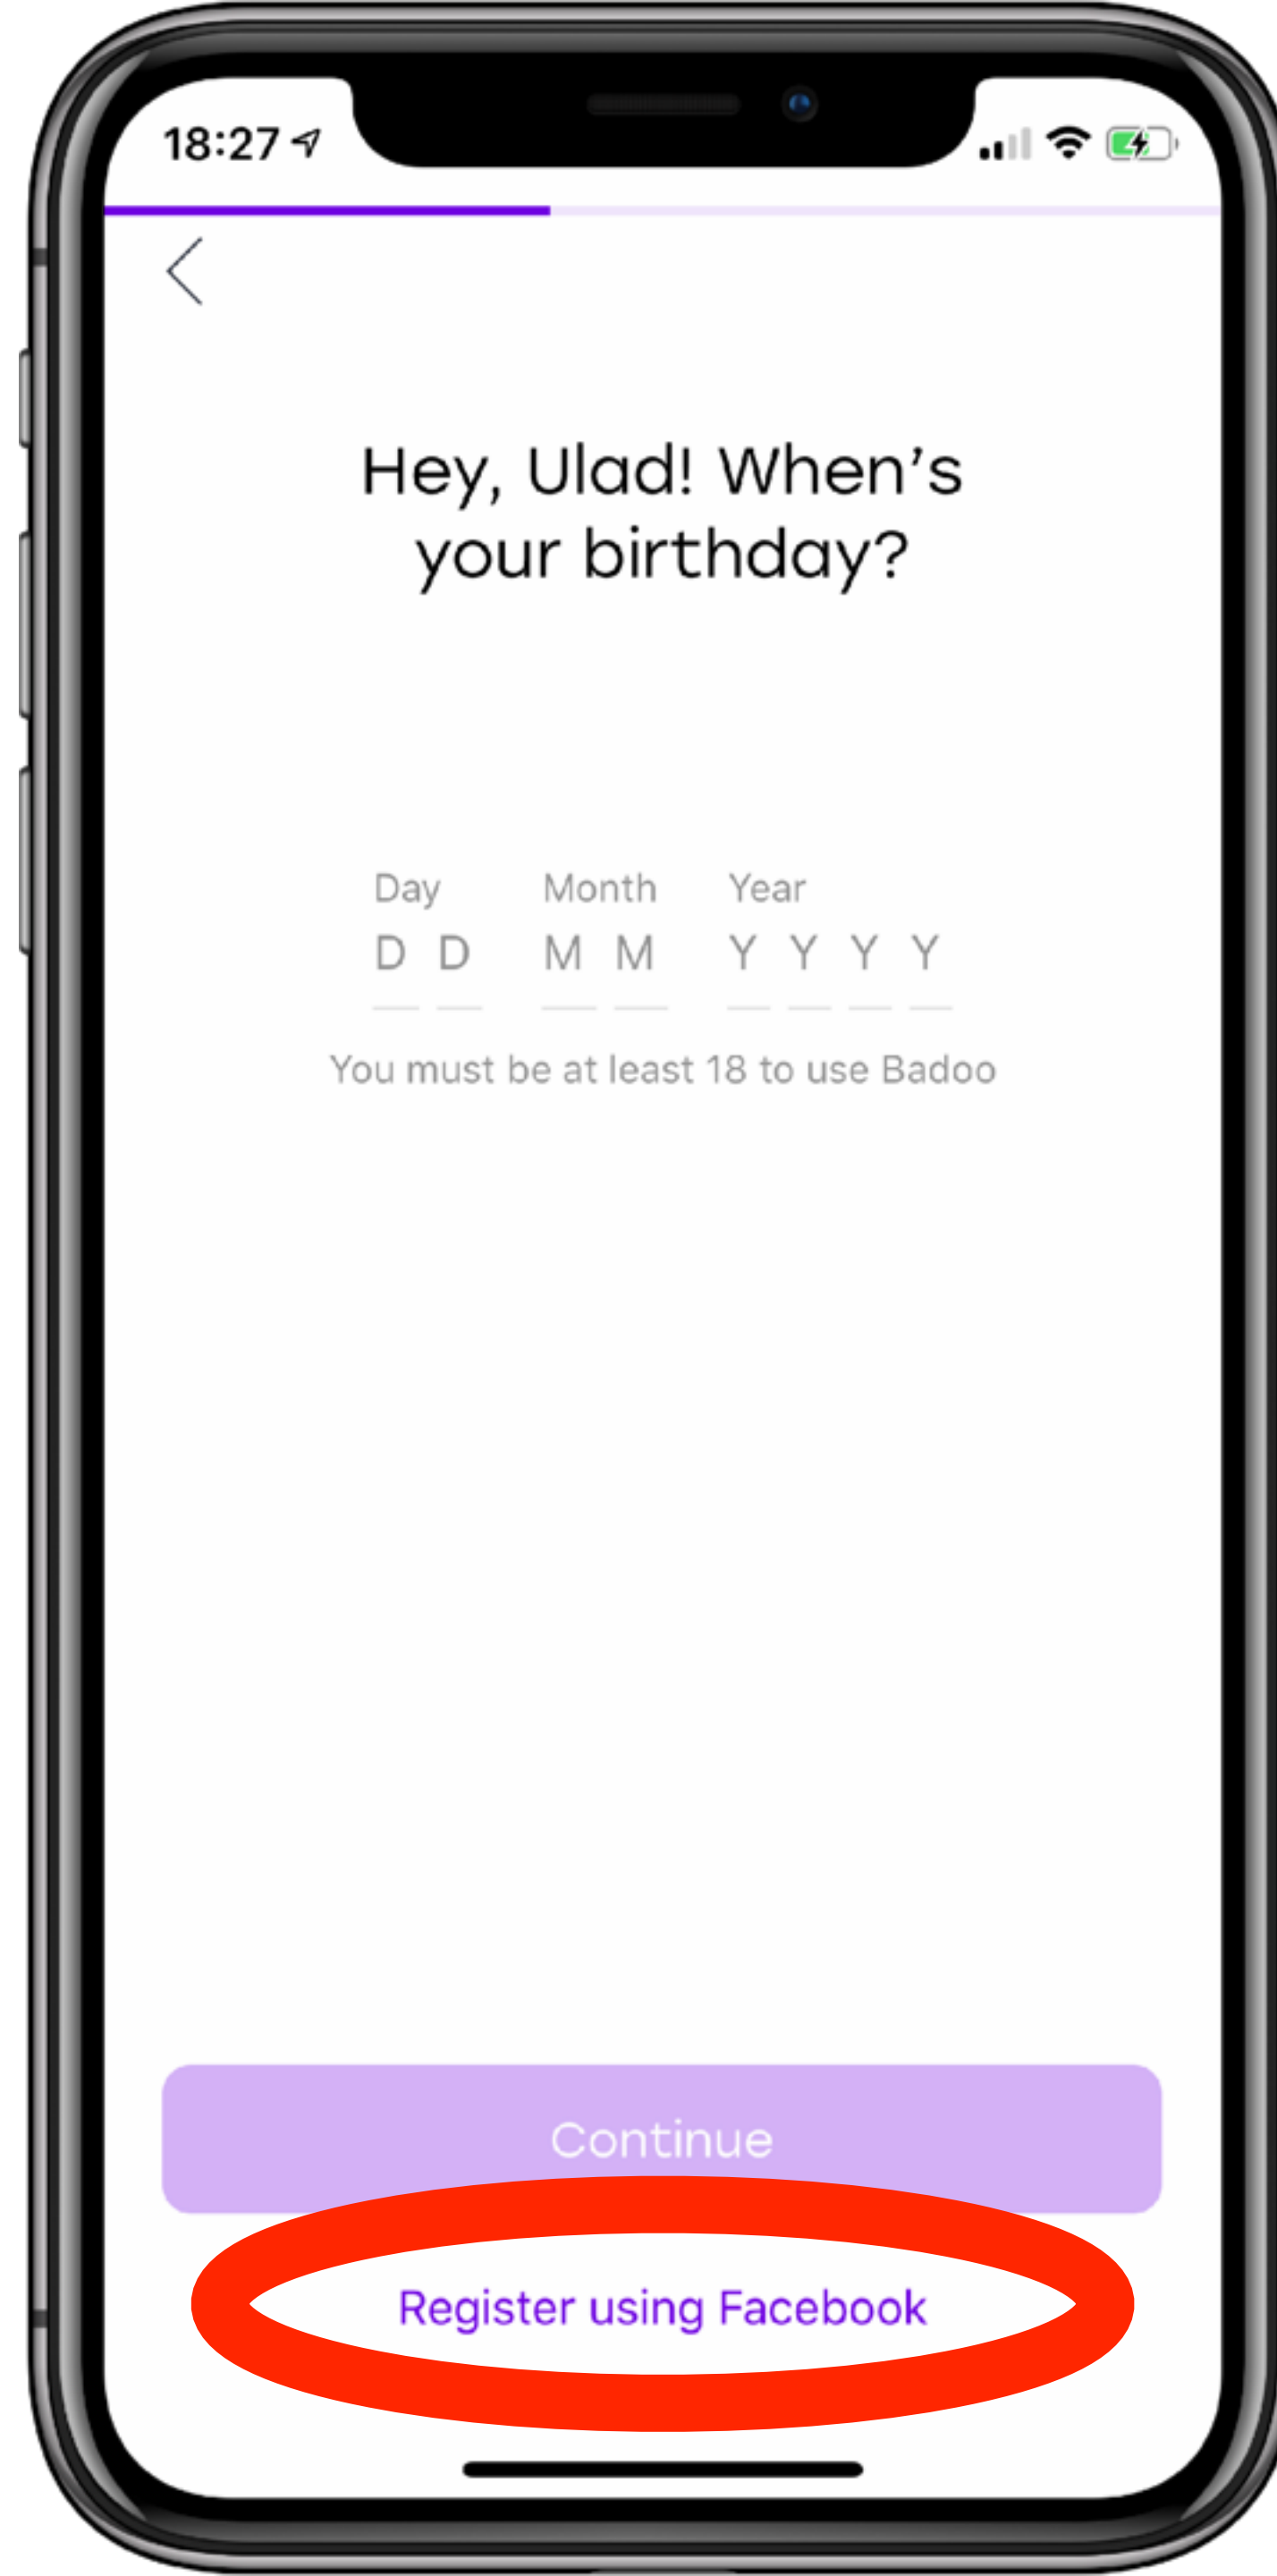 18:27
Hey, Ulad! When's
your birthday?
Day Month Year
D D M M Y Y Y Y
You must be at least 18 to use Badoo
Continue
Register using Facebook